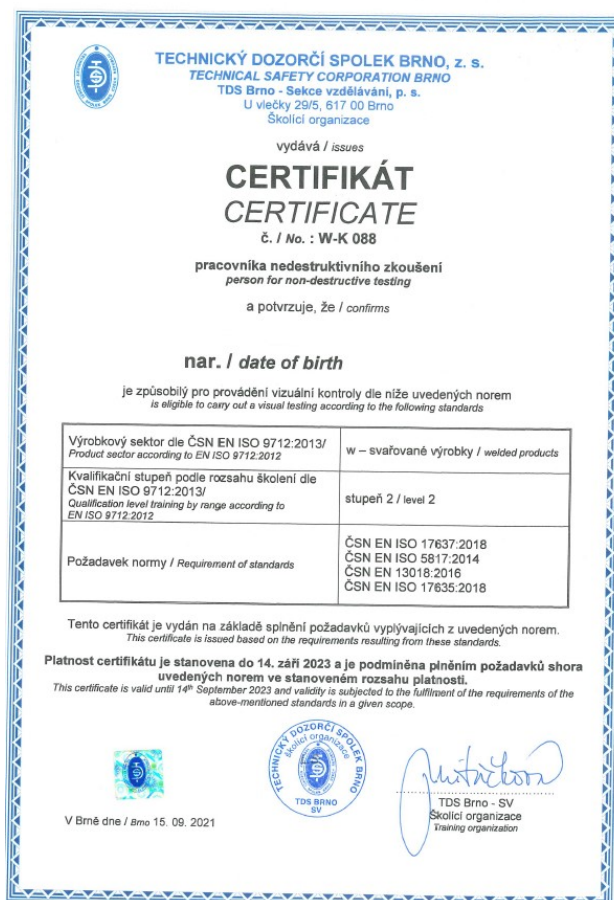 TECHNICKÝ DOZORČÍ SPOLEK BRNO, z. s.
TECHNICAL SAFETY CORPORATION BRNO
TDS Brno - Sekce vzdělávání, p. s.
U vlečky 29/5, 617 00 Brno
Školící organizace
vydává / issues
CERTIFIKÁT
CERTIFICATE
č. / No. : W-K 088
pracovníka nedestruktivního zkoušení
person for non-destructive testing
a potvrzuje, že / confirms
nar. / date of birth
je způsobilý pro provádění vizuální kontroly dle níže uvedených norem
is eligible to carry out a visual testing according to the following standards
Výrobkový sektor dle ČSN EN ISO 9712:2013/
Product sector according to EN ISO 9712:2012
w – svařované výrobky / welded products
Kvalifikační stupeň podle rozsahu školení dle
ČSN EN ISO 9712:2013/
Qualification level training by range according to
EN ISO 9712:2012
stupeň 2 / level 2
Požadavek normy / Requirement of standards
ČSN EN ISO 17637:2018
ČSN EN ISO 5817:2014
ČSN EN 13018:2016
ČSN EN ISO 17635:2018
Tento certifikát je vydán na základě splnění požadavků vyplývajících z uvedených norem.
This certificate is issued based on the requirements resulting from these standards.
Platnost certifikátu je stanovena do 14. září 2023 a je podmíněna plněním požadavků shora
uvedených norem ve stanoveném rozsahu platnosti.
This certificate is valid until 14th September 2023 and validity is subjected to the fulfilment of the requirements of the
above-mentioned standards in a given scope.
TECHNICKÝ DOZORČÍ SPOLEK BRNO
školící organizace
TDS BRNO
SV
V Brně dne / Brno 15. 09. 2021
TDS Brno - SV
Školící organizace
Training organization